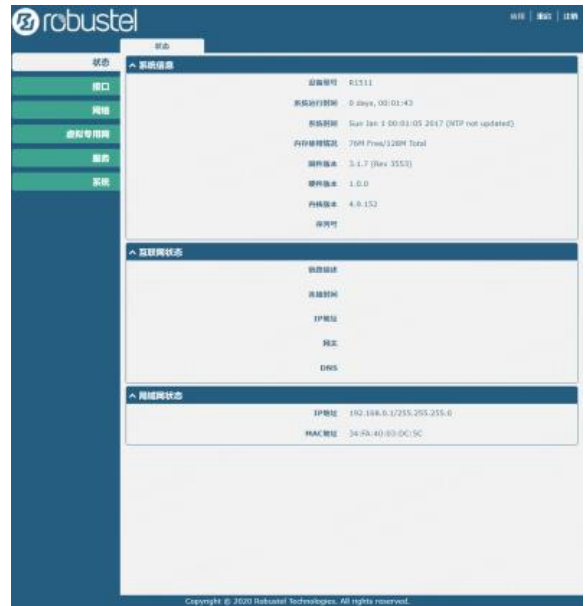 robustel
应用 | 重启 | 注销
状态
状态
接口
网络
虚拟专用网
服务
系统
系统信息
设备型号 R1511
系统运行时间 0 days, 00:01:43
系统时间 Sun Jan 1 00:01:05 2017 (NTP not updated)
内存使用情况 76M Free/128M Total
固件版本 3.1.7 (Rev 3553)
硬件版本 1.0.0
内核版本 4.9.152
序列号
互联网状态
链路描述
连接时间
IP地址
网关
DNS
局域网状态
IP地址 192.168.0.1/255.255.255.0
MAC地址 34:FA:40:03:DC:5C
Copyright © 2020 Robustel Technologies. All rights reserved.